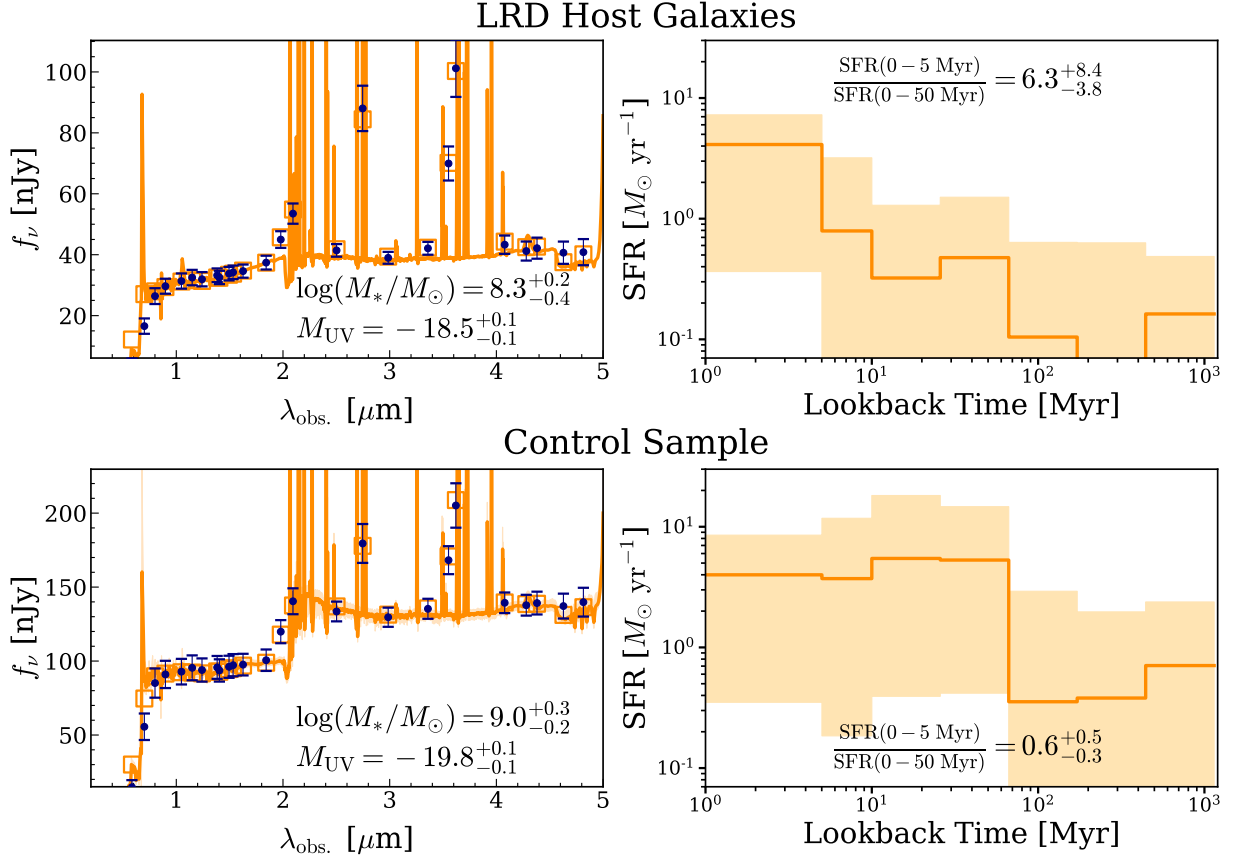 LRD Host Galaxies
100
80
60
40
20
f_ν [nJy]
log(M_*/M_⊙) = 8.3^{+0.2}_{−0.4}
M_UV = −18.5^{+0.1}_{−0.1}
1 2 3 4 5
λ_obs. [μm]
SFR(0 − 5 Myr)/SFR(0 − 50 Myr) = 6.3^{+8.4}_{−3.8}
10^1
10^0
10^{−1}
SFR [M_⊙ yr^{−1}]
10^0 10^1 10^2 10^3
Lookback Time [Myr]
Control Sample
200
150
100
50
f_ν [nJy]
log(M_*/M_⊙) = 9.0^{+0.3}_{−0.2}
M_UV = −19.8^{+0.1}_{−0.1}
1 2 3 4 5
λ_obs. [μm]
10^1
10^0
10^{−1}
SFR [M_⊙ yr^{−1}]
SFR(0 − 5 Myr)/SFR(0 − 50 Myr) = 0.6^{+0.5}_{−0.3}
10^0 10^1 10^2 10^3
Lookback Time [Myr]